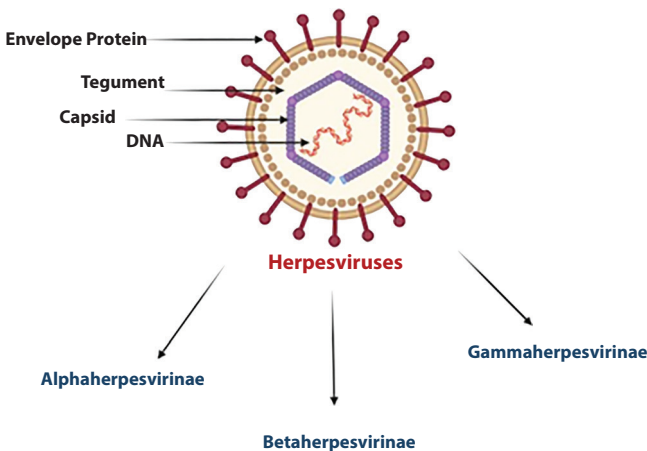 Envelope Protein
Tegument
Capsid
DNA
Herpesviruses
Gammaherpesvirinae
Alphaherpesvirinae
Betaherpesvirinae